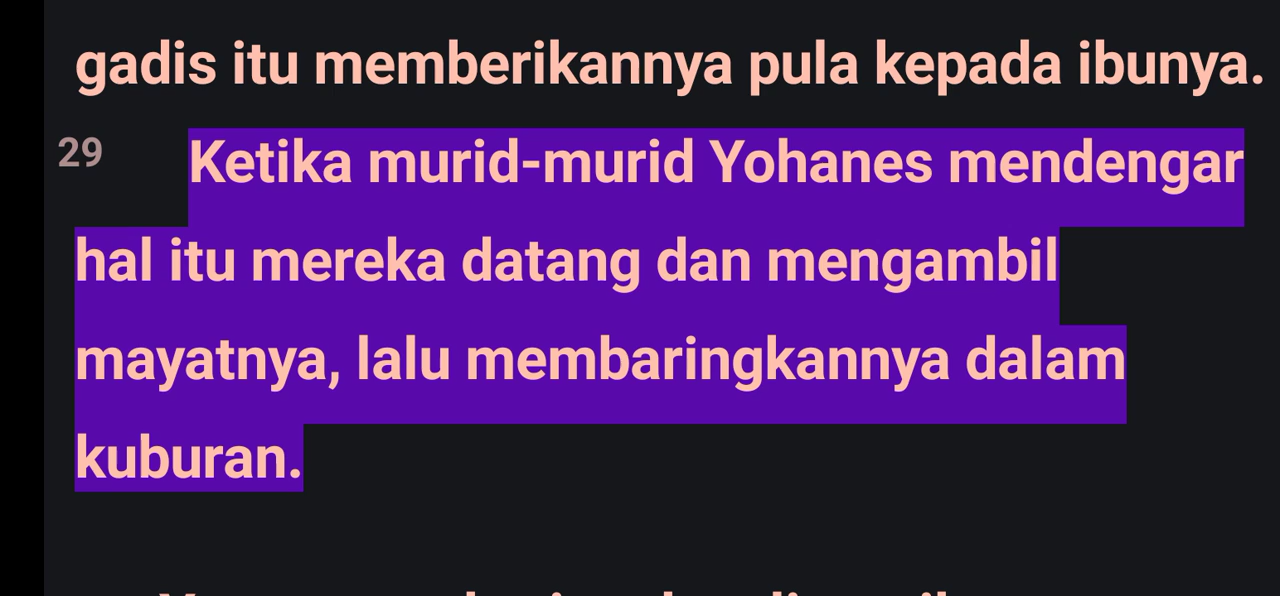 gadis itu memberikannya pula kepada ibunya.
29 Ketika murid-murid Yohanes mendengar
hal itu mereka datang dan mengambil
mayatnya, lalu membaringkannya dalam
kuburan.